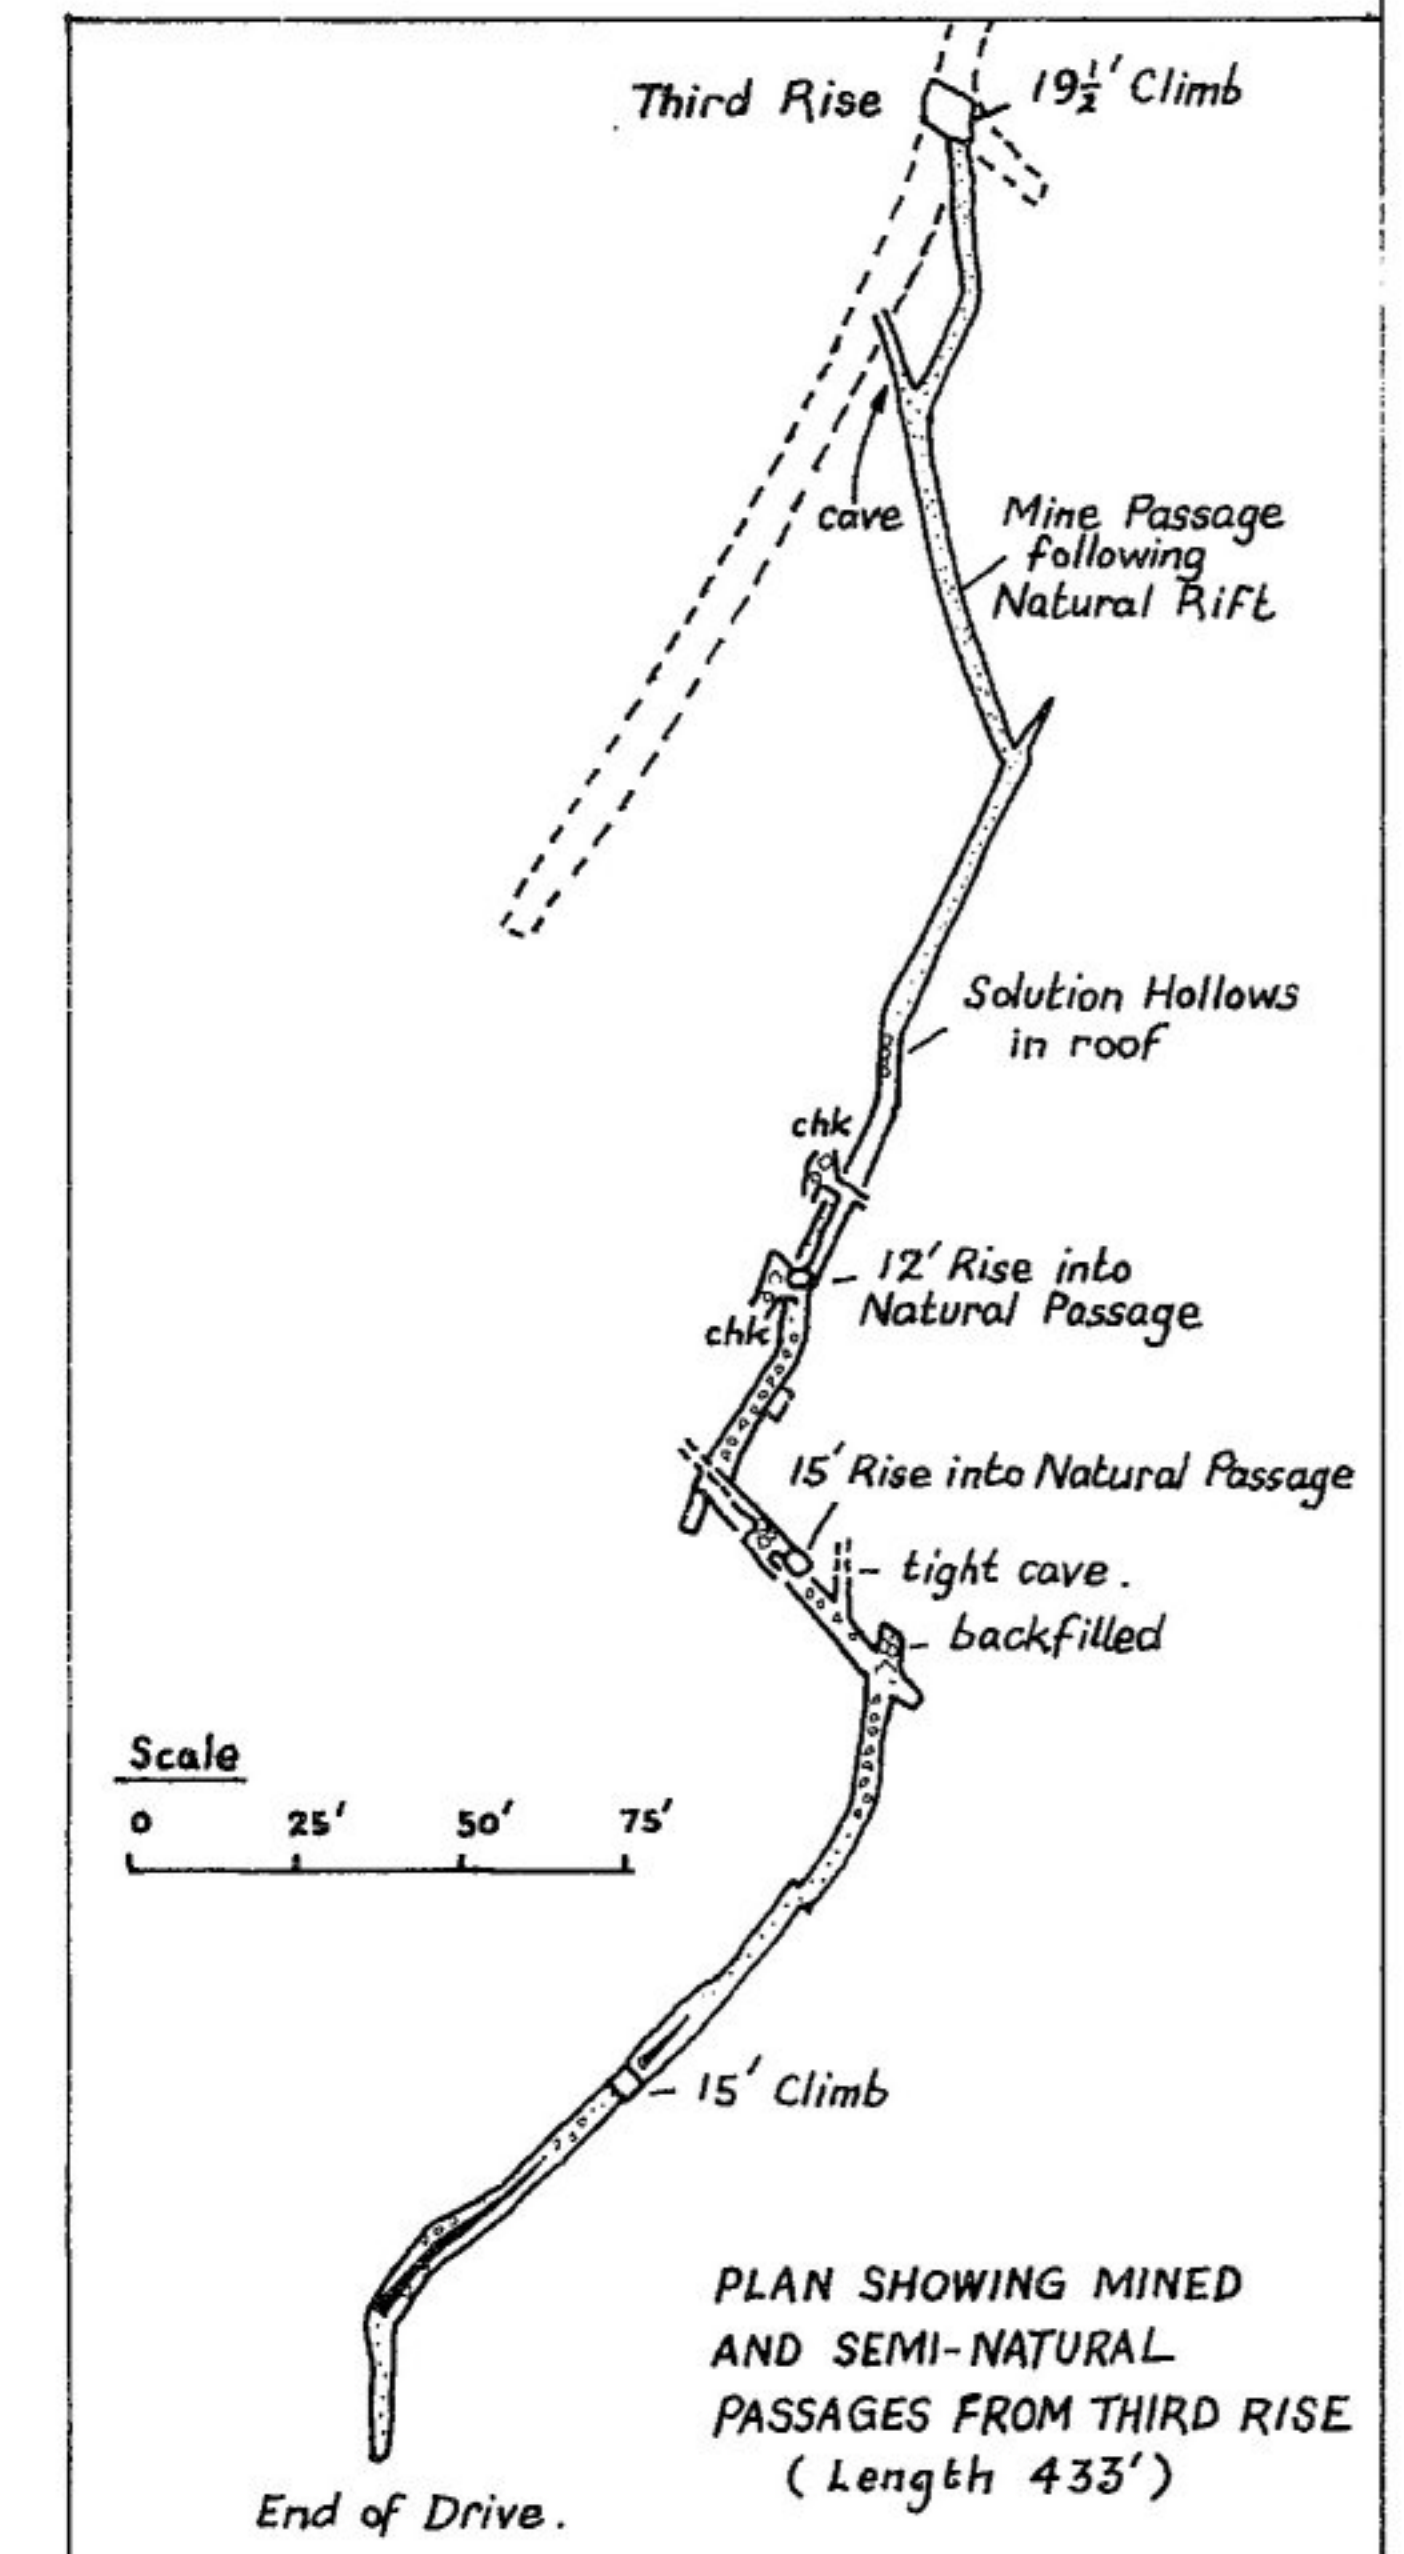 Third Rise
19½' Climb
cave
Mine Passage
following
Natural Rift
Solution Hollows
in roof
chk
12' Rise into
Natural Passage
chk
15' Rise into Natural Passage
tight cave.
backfilled
Scale
0 25' 50' 75'
15' Climb
PLAN SHOWING MINED
AND SEMI-NATURAL
PASSAGES FROM THIRD RISE
(Length 433')
End of Drive.